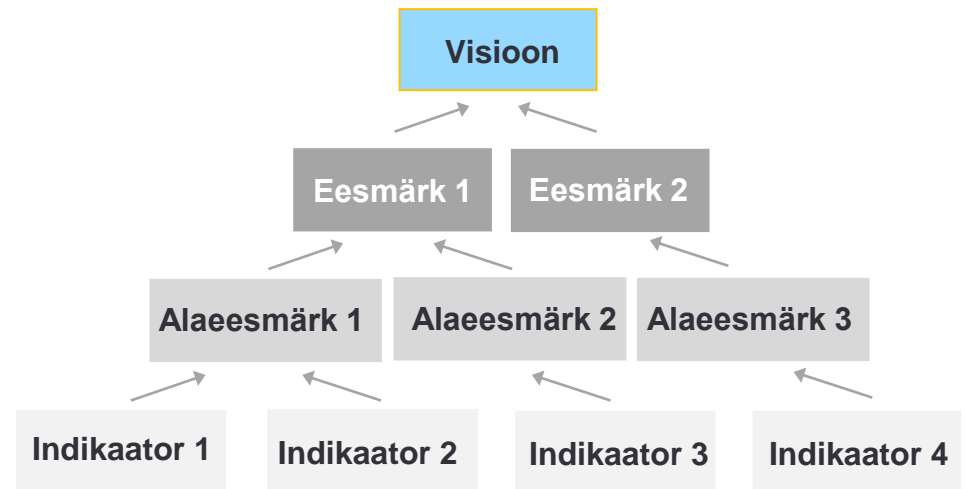 Visioon
Eesmärk 1
Eesmärk 2
Alaeesmärk 1
Alaeesmärk 2
Alaeesmärk 3
Indikaator 1
Indikaator 2
Indikaator 3
Indikaator 4